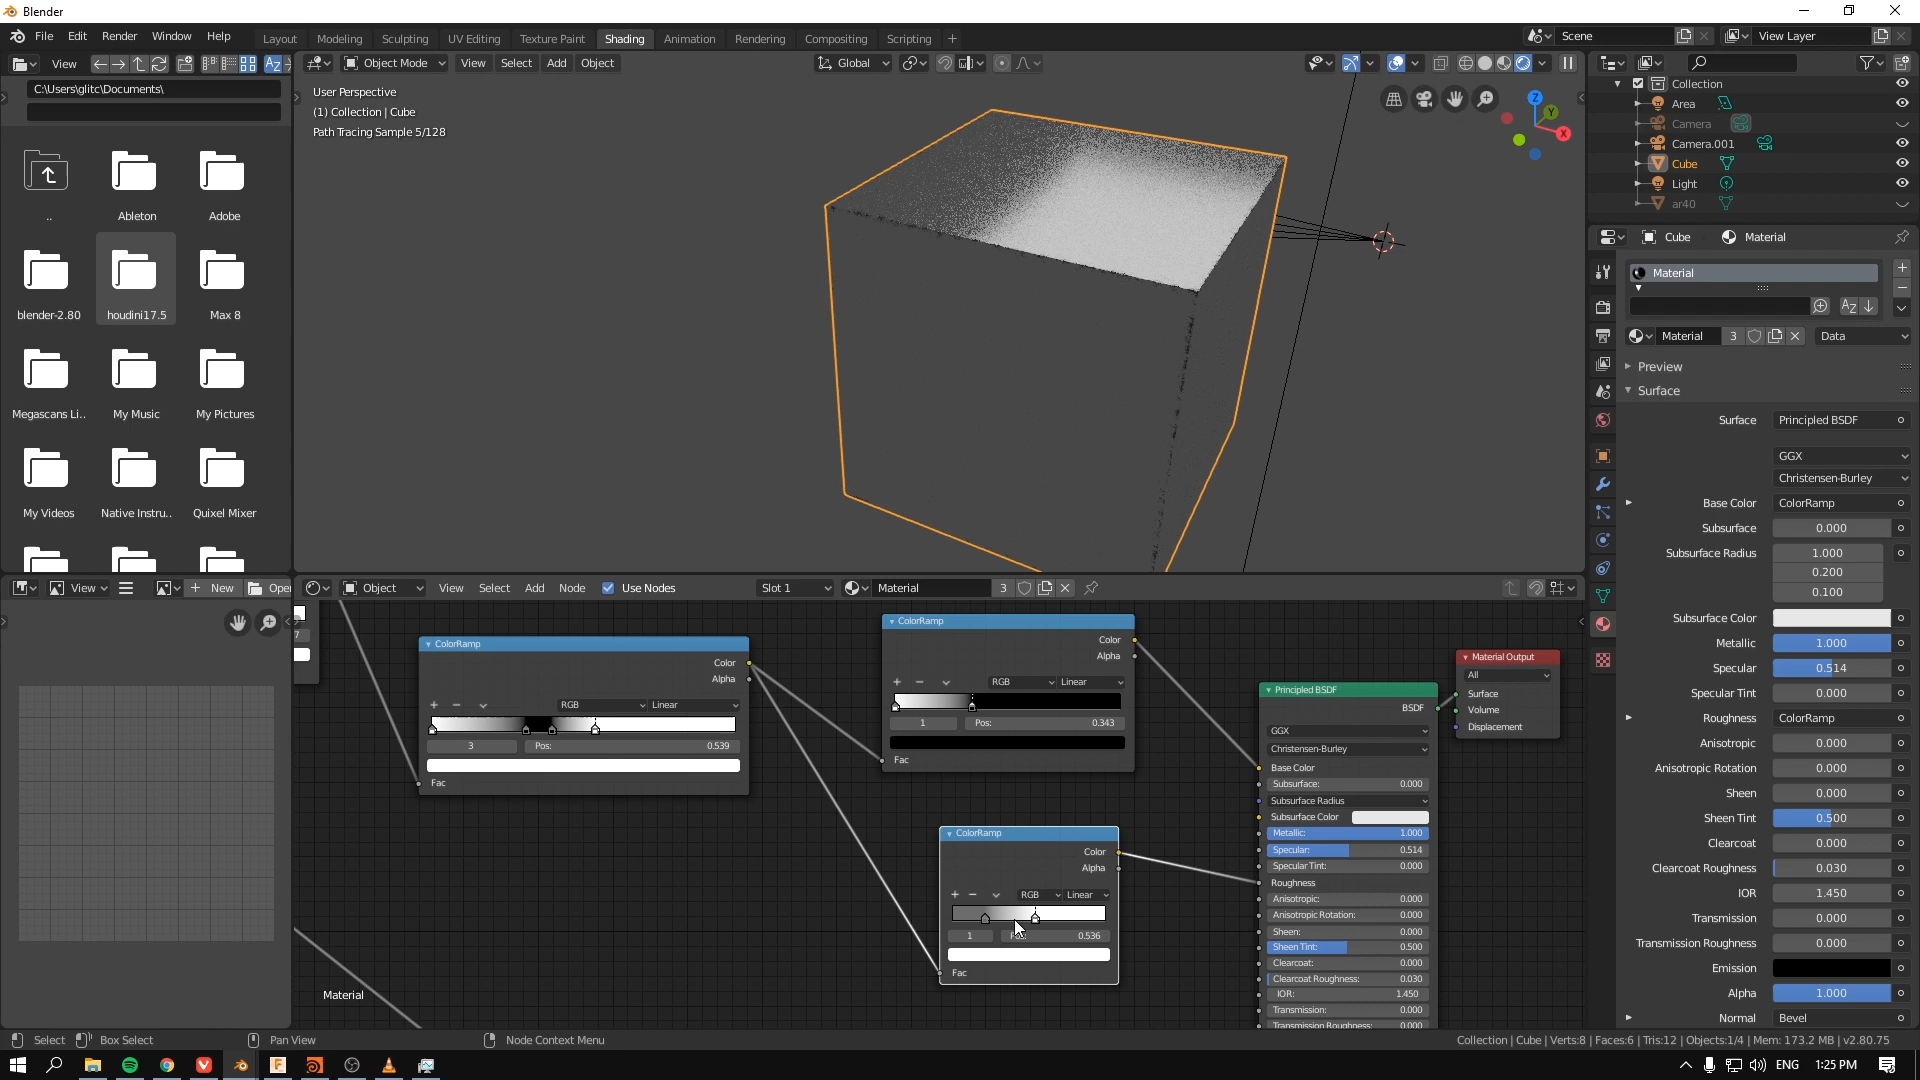 Blender
File Edit Render Window Help
Layout Modeling Sculpting UV Editing Texture Paint Shading Animation Rendering Compositing Scripting
Scene View Layer
View
C:\Users\glitc\Documents\
..
Ableton
Adobe
blender-2.80
houdini17.5
Max 8
Megascans Li..
My Music
My Pictures
My Videos
Native Instru..
Quixel Mixer
Object Mode View Select Add Object Global
User Perspective
(1) Collection | Cube
Path Tracing Sample 5/128
Z
Y
X
Collection
Area
Camera
Camera.001
Cube
Light
ar40
Cube Material
Material
Material 3 Data
Preview
Surface
Surface Principled BSDF
GGX
Christensen-Burley
Base Color ColorRamp
Subsurface 0.000
Subsurface Radius 1.000
0.200
0.100
Subsurface Color
Metallic 1.000
Specular 0.514
Specular Tint 0.000
Roughness ColorRamp
Anisotropic 0.000
Anisotropic Rotation 0.000
Sheen 0.000
Sheen Tint 0.500
Clearcoat 0.000
Clearcoat Roughness 0.030
IOR 1.450
Transmission 0.000
Transmission Roughness 0.000
Emission
Alpha 1.000
Normal Bevel
View New Open
Object View Select Add Node Use Nodes Slot 1 Material 3
7
ColorRamp
Color
Alpha
RGB Linear
3 Pos: 0.539
Fac
ColorRamp
Color
Alpha
RGB Linear
1 Pos: 0.343
Fac
ColorRamp
Color
Alpha
RGB Linear
1 0.536
Fac
Principled BSDF
BSDF
GGX
Christensen-Burley
Base Color
Subsurface: 0.000
Subsurface Radius
Subsurface Color
Metallic: 1.000
Specular: 0.514
Specular Tint: 0.000
Roughness
Anisotropic: 0.000
Anisotropic Rotation: 0.000
Sheen: 0.000
Sheen Tint: 0.500
Clearcoat: 0.000
Clearcoat Roughness: 0.030
IOR: 1.450
Transmission: 0.000
Transmission Roughness: 0.000
Material Output
All
Surface
Volume
Displacement
Material
Select Box Select Pan View Node Context Menu
Collection | Cube | Verts:8 | Faces:6 | Tris:12 | Objects:1/4 | Mem: 173.2 MB | v2.80.75
ENG 1:25 PM